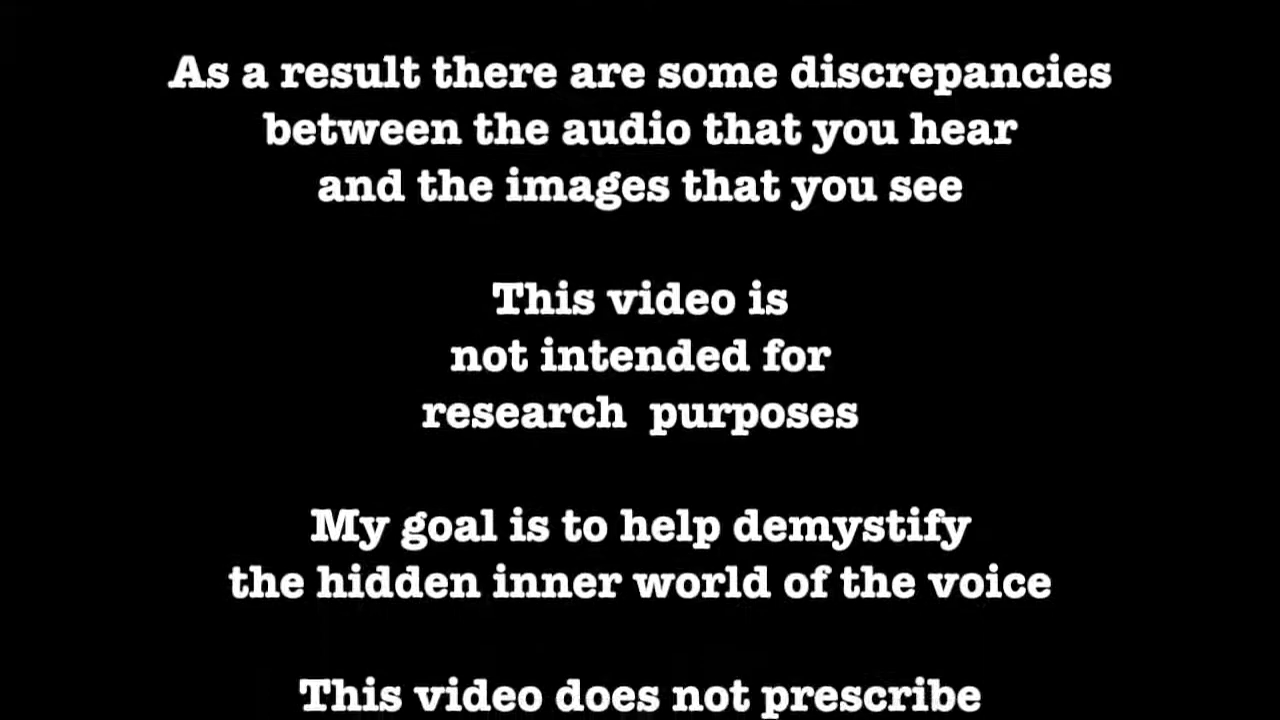 As a result there are some discrepancies
between the audio that you hear
and the images that you see
This video is
not intended for
research purposes
My goal is to help demystify
the hidden inner world of the voice
This video does not prescribe